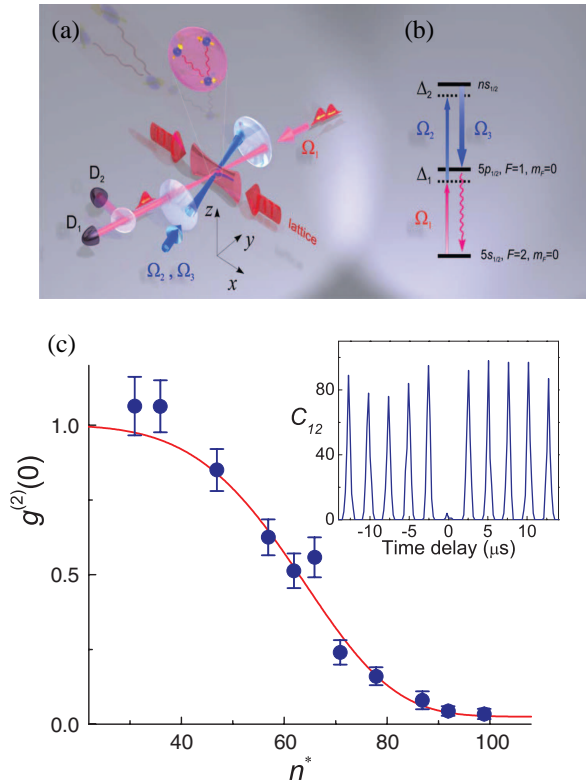 (a)
(b)
Ω₁
D₂
D₁
lattice
z
y
x
Ω₂ , Ω₃
Δ₂
ns₁/₂
Ω₂
Ω₃
Δ₁
5p₁/₂, F=1, m_F=0
Ω₁
5s₁/₂, F=2, m_F=0
(c)
g⁽²⁾(0)
1.0
0.5
0.0
40
60
80
100
n*
C₁₂
80
40
0
-10
-5
0
5
10
Time delay (μs)